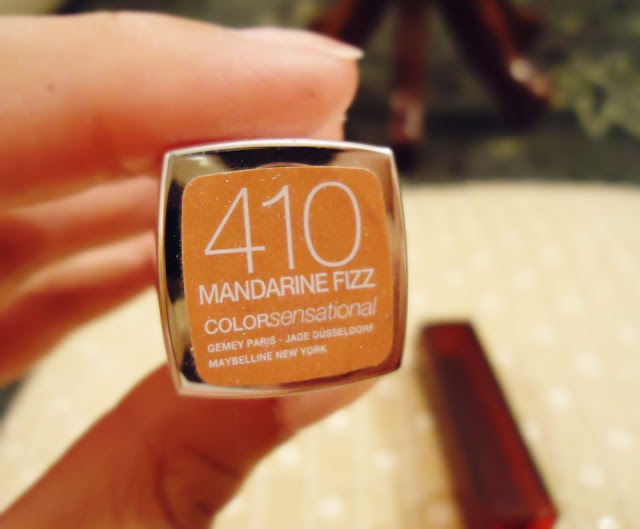 410
MANDARINE FIZZ
COLORsensational
GEMEY PARIS - JADE DÜSSELDORF
MAYBELLINE NEW YORK